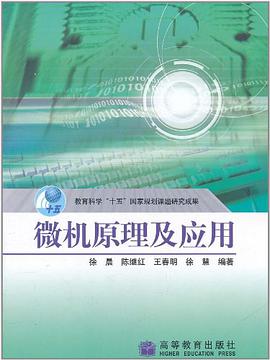 教育科学“十五”国家规划课题研究成果
十五
微机原理及应用
徐晨 陈继红 王春明 徐慧 编著
高等教育出版社
HIGHER EDUCATION PRESS